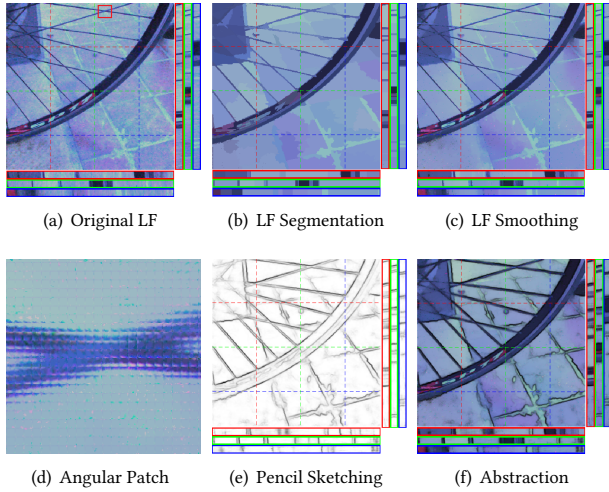 (a) Original LF
(b) LF Segmentation
(c) LF Smoothing
(d) Angular Patch
(e) Pencil Sketching
(f) Abstraction